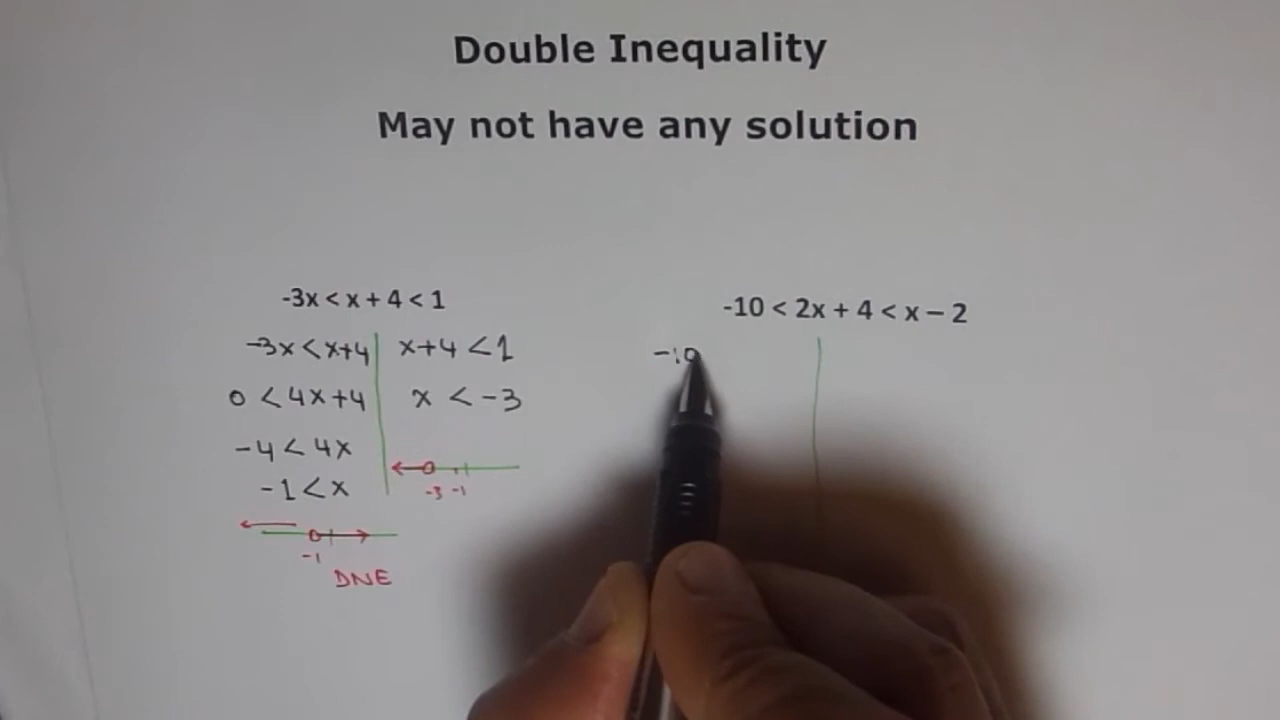 Double Inequality
May not have any solution
-3x < x + 4 < 1
-3x < x+4
0 < 4x+4
-4 < 4x
-1 < x
-1
DNE
x+4 < 1
x < -3
-3 -1
-10 < 2x + 4 < x – 2
-10